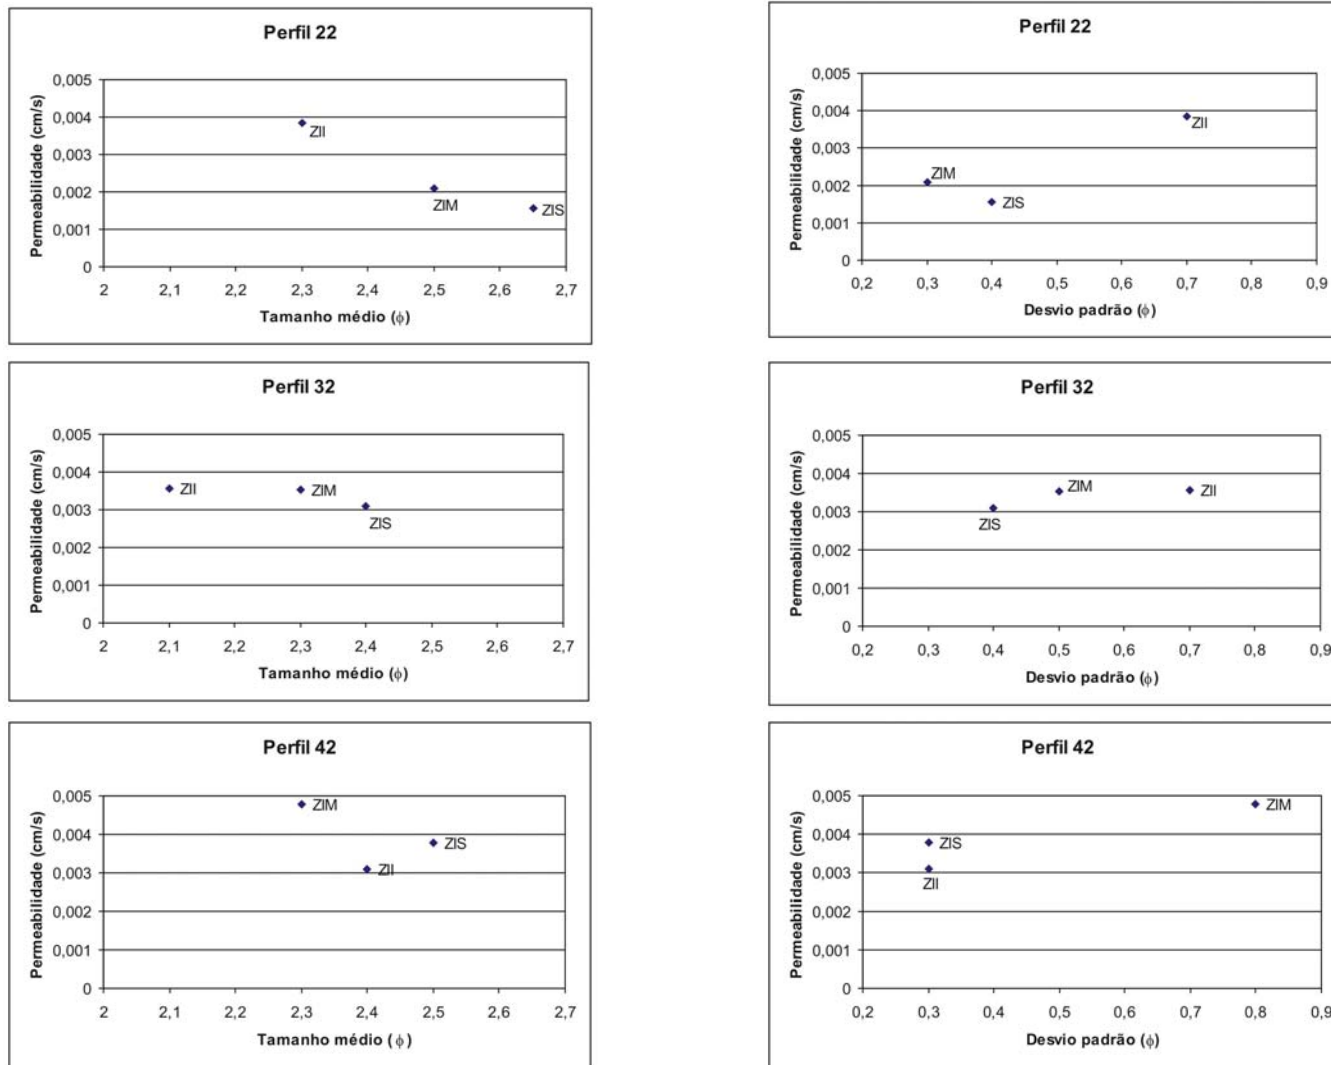 Perfil 22
Permeabilidade (cm/s)
0,005
0,004
0,003
0,002
0,001
0
ZII
ZIM
ZIS
2 2,1 2,2 2,3 2,4 2,5 2,6 2,7
Tamanho médio (ϕ)
Perfil 22
Permeabilidade (cm/s)
0,005
0,004
0,003
0,002
0,001
0
ZII
ZIM
ZIS
0,2 0,3 0,4 0,5 0,6 0,7 0,8 0,9
Desvio padrão (ϕ)
Perfil 32
Permeabilidade (cm/s)
0,005
0,004
0,003
0,002
0,001
0
ZII
ZIM
ZIS
2 2,1 2,2 2,3 2,4 2,5 2,6 2,7
Tamanho médio (ϕ)
Perfil 32
Permeabilidade (cm/s)
0,005
0,004
0,003
0,002
0,001
0
ZIM
ZII
ZIS
0,2 0,3 0,4 0,5 0,6 0,7 0,8 0,9
Desvio padrão (ϕ)
Perfil 42
Permeabilidade (cm/s)
0,005
0,004
0,003
0,002
0,001
0
ZIM
ZIS
ZII
2 2,1 2,2 2,3 2,4 2,5 2,6 2,7
Tamanho médio (ϕ)
Perfil 42
Permeabilidade (cm/s)
0,005
0,004
0,003
0,002
0,001
0
ZIM
ZIS
ZII
0,2 0,3 0,4 0,5 0,6 0,7 0,8 0,9
Desvio padrão (ϕ)